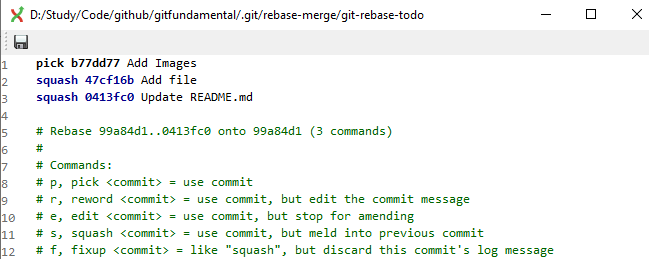 D:/Study/Code/github/gitfundamental/.git/rebase-merge/git-rebase-todo
1 pick b77dd77 Add Images
2 squash 47cf16b Add file
3 squash 0413fc0 Update README.md
4
5 # Rebase 99a84d1..0413fc0 onto 99a84d1 (3 commands)
6 #
7 # Commands:
8 # p, pick <commit> = use commit
9 # r, reword <commit> = use commit, but edit the commit message
10 # e, edit <commit> = use commit, but stop for amending
11 # s, squash <commit> = use commit, but meld into previous commit
12 # f, fixup <commit> = like "squash", but discard this commit's log message